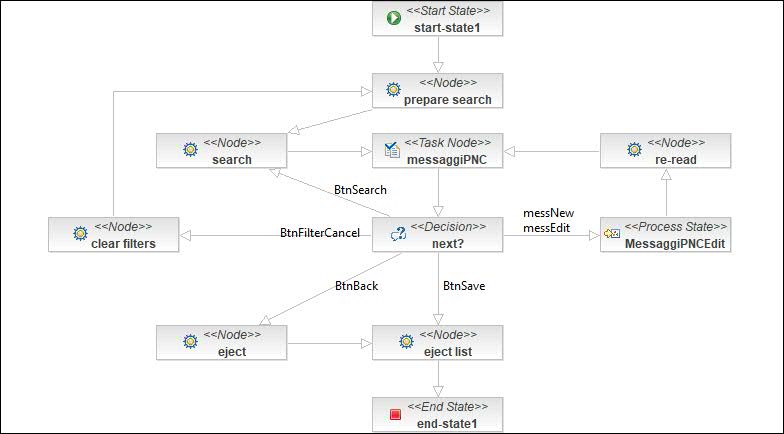 <<Start State>>
start-state1
<<Node>>
prepare search
<<Node>>
search
<<Task Node>>
messaggiPNC
<<Node>>
re-read
BtnSearch
<<Node>>
clear filters
BtnFilterCancel
<<Decision>>
next?
messNew
messEdit
<<Process State>>
MessaggiPNCEdit
BtnBack
BtnSave
<<Node>>
eject
<<Node>>
eject list
<<End State>>
end-state1